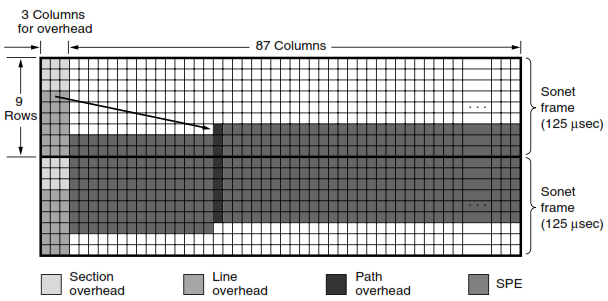 3 Columns
for overhead
87 Columns
9
Rows
. . .
Sonet
frame
(125 μsec)
. . .
Sonet
frame
(125 μsec)
Section
overhead
Line
overhead
Path
overhead
SPE